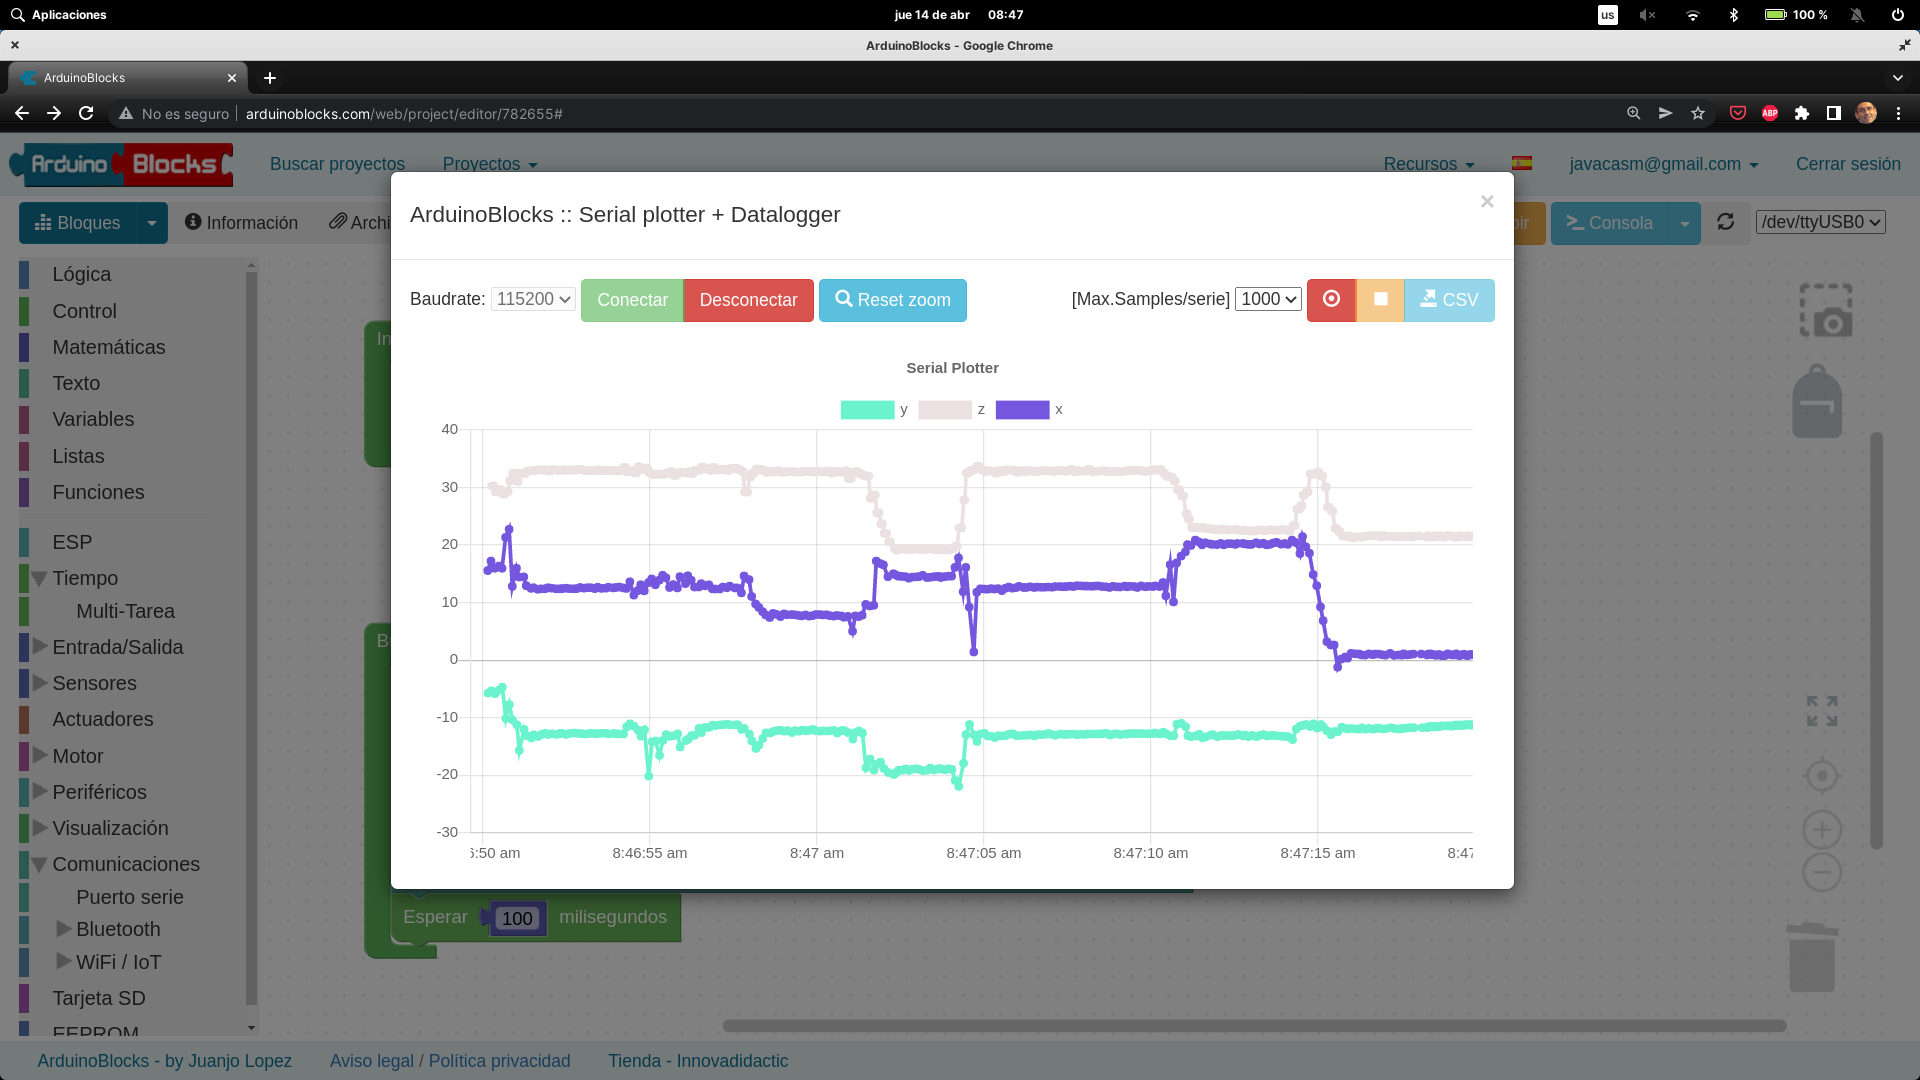 Aplicaciones
jue 14 de abr 08:47
us
100 %
ArduinoBlocks - Google Chrome
ArduinoBlocks
No es seguro
arduinoblocks.com/web/project/editor/782655#
ABP
Arduino Blocks
Buscar proyectos
Proyectos
Recursos
javacasm@gmail.com
Cerrar sesión
Bloques
Información
Archi
bir
Consola
/dev/ttyUSB0
ArduinoBlocks :: Serial plotter + Datalogger
×
Baudrate:
115200
Conectar
Desconectar
Reset zoom
[Max.Samples/serie]
1000
CSV
Serial Plotter
y
z
x
40
30
20
10
0
-10
-20
-30
:50 am
8:46:55 am
8:47 am
8:47:05 am
8:47:10 am
8:47:15 am
8:47
Lógica
Control
Matemáticas
Texto
Variables
Listas
Funciones
ESP
Tiempo
Multi-Tarea
Entrada/Salida
Sensores
Actuadores
Motor
Periféricos
Visualización
Comunicaciones
Puerto serie
Bluetooth
WiFi / IoT
Tarjeta SD
EEPROM
In
B
Esperar 100 milisegundos
ArduinoBlocks - by Juanjo Lopez
Aviso legal / Política privacidad
Tienda - Innovadidactic